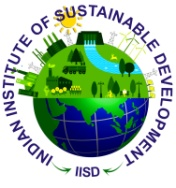 INDIAN INSTITUTE OF SUSTAINABLE DEVELOPMENT
IISD